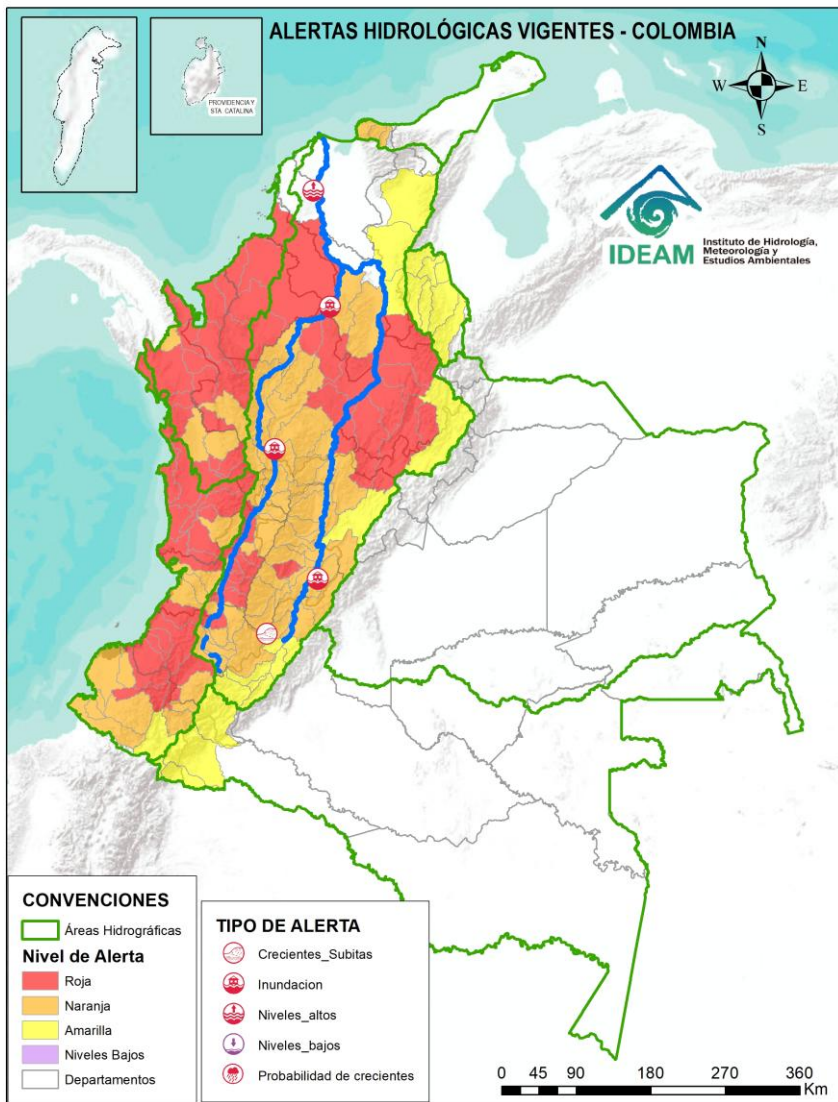 ALERTAS HIDROLÓGICAS VIGENTES - COLOMBIA
PROVIDENCIA Y
STA. CATALINA
N
W
E
S
IDEAM
Instituto de Hidrología,
Meteorología y
Estudios Ambientales
CONVENCIONES
Áreas Hidrográficas
Nivel de Alerta
Roja
Naranja
Amarilla
Niveles Bajos
Departamentos
TIPO DE ALERTA
Crecientes_Subitas
Inundacion
Niveles_altos
Niveles_bajos
Probabilidad de crecientes
0 45 90 180 270 360
Km